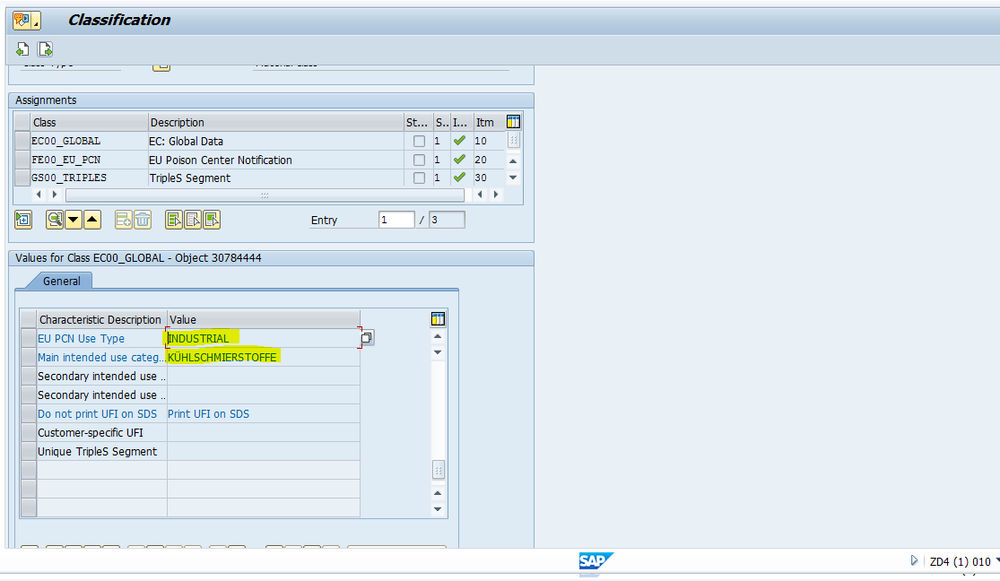 Classification
Assignments
Class Description St... S.. I... Itm
EC00_GLOBAL EC: Global Data 1 10
FE00_EU_PCN EU Poison Center Notification 1 20
GS00_TRIPLES TripleS Segment 1 30
Entry 1 / 3
Values for Class EC00_GLOBAL - Object 30784444
General
Characteristic Description Value
EU PCN Use Type INDUSTRIAL
Main intended use categ... KÜHLSCHMIERSTOFFE
Secondary intended use ..
Secondary intended use ..
Do not print UFI on SDS Print UFI on SDS
Customer-specific UFI
Unique TripleS Segment
SAP ZD4 (1) 010